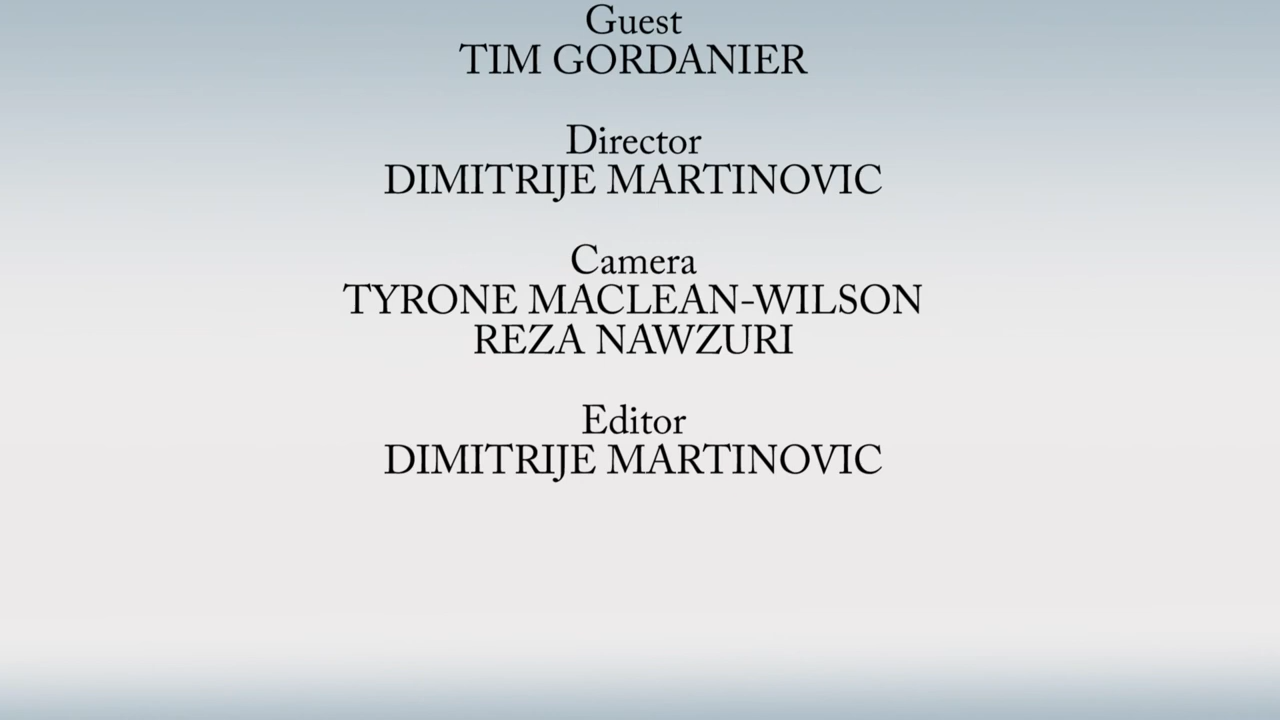 Guest
TIM GORDANIER
Director
DIMITRIJE MARTINOVIC
Camera
TYRONE MACLEAN-WILSON
REZA NAWZURI
Editor
DIMITRIJE MARTINOVIC